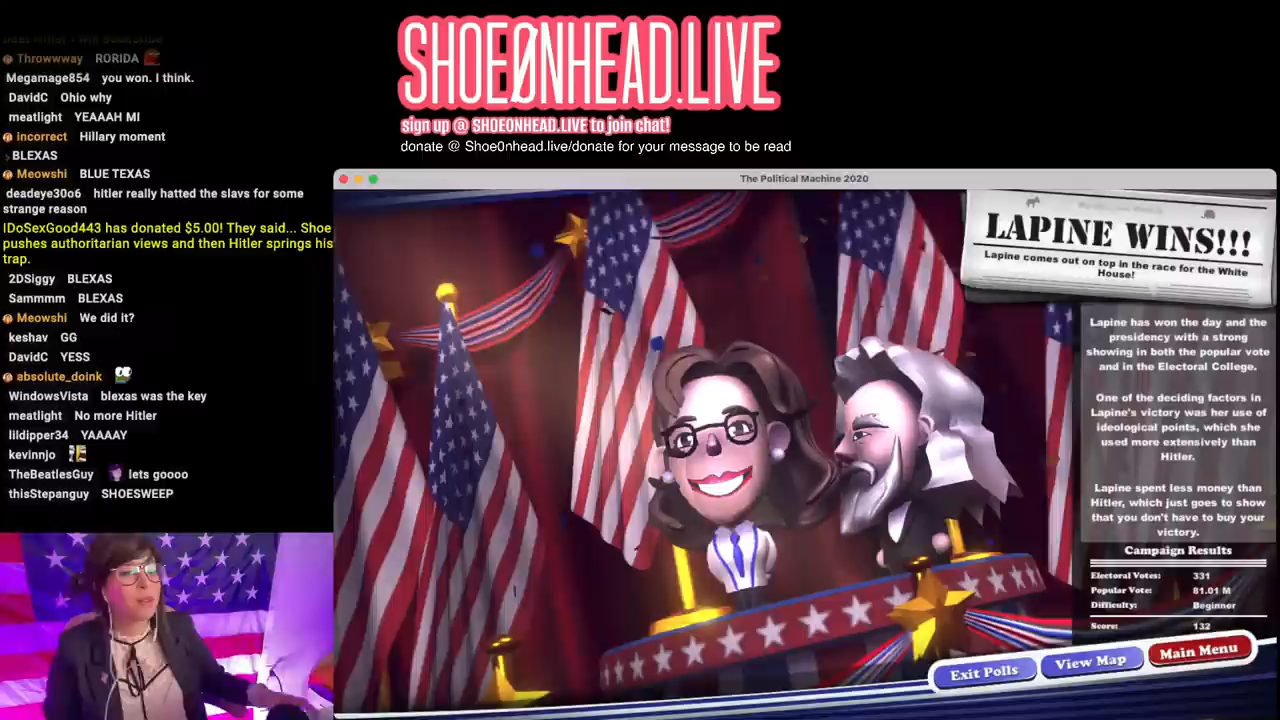 SHOEØNHEAD.LIVE
sign up @ SHOE0NHEAD.LIVE to join chat!
donate @ Shoe0nhead.live/donate for your message to be read
Throwwway RORIDA
Megamage854 you won. I think.
DavidC Ohio why
meatlight YEAAAH MI
incorrect Hillary moment
BLEXAS
Meowshi BLUE TEXAS
deadeye30o6 hitler really hatted the slavs for some
strange reason
IDoSexGood443 has donated $5.00! They said... Shoe
pushes authoritarian views and then Hitler springs his
trap.
2DSiggy BLEXAS
Sammmm BLEXAS
Meowshi We did it?
keshav GG
DavidC YESS
absolute_doink
WindowsVista blexas was the key
meatlight No more Hitler
lildipper34 YAAAAY
kevinnjo
TheBeatlesGuy lets goooo
thisStepanguy SHOESWEEP
The Political Machine 2020
LAPINE WINS!!!
Lapine comes out on top in the race for the White
House!
Lapine has won the day and the
presidency with a strong
showing in both the popular vote
and in the Electoral College.
One of the deciding factors in
Lapine's victory was her use of
ideological points, which she
used more extensively than
Hitler.
Lapine spent less money than
Hitler, which just goes to show
that you don't have to buy your
victory.
Campaign Results
Electoral Votes: 331
Popular Vote: 81.01 M
Difficulty: Beginner
Score: 132
Exit Polls
View Map
Main Menu